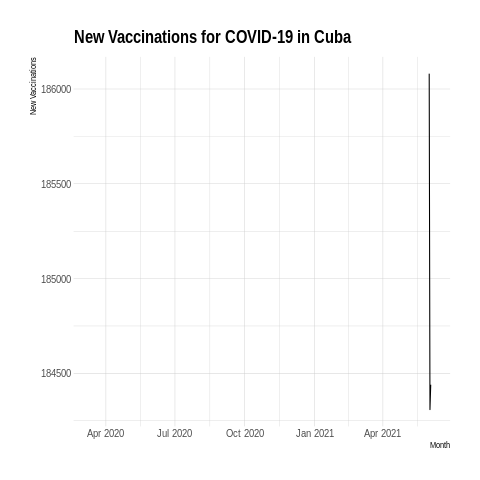 New Vaccinations for COVID-19 in Cuba
New Vaccinations
186000
185500
185000
184500
Apr 2020 Jul 2020 Oct 2020 Jan 2021 Apr 2021
Month